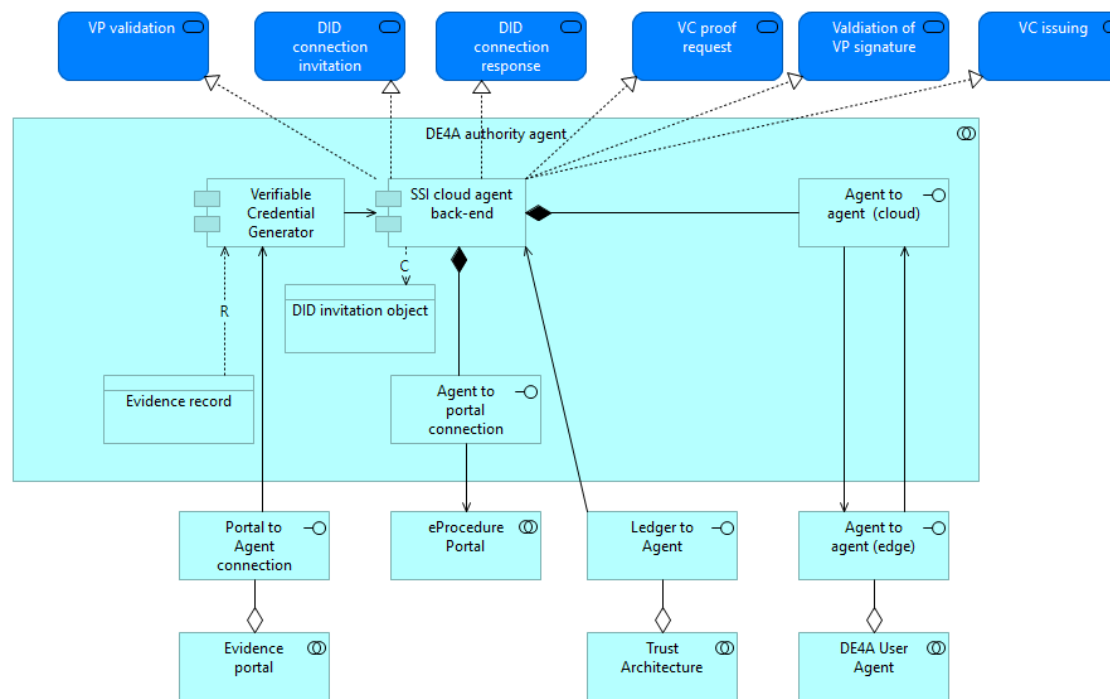 VP validation
DID
connection
invitation
DID
connection
response
VC proof
request
Valdiation of
VP signature
VC issuing
DE4A authority agent
Verifiable
Credential
Generator
SSI cloud agent
back-end
Agent to
agent (cloud)
C
R
DID invitation object
Evidence record
Agent to
portal
connection
Portal to
Agent
connection
eProcedure
Portal
Ledger to
Agent
Agent to
agent (edge)
Evidence
portal
Trust
Architecture
DE4A User
Agent